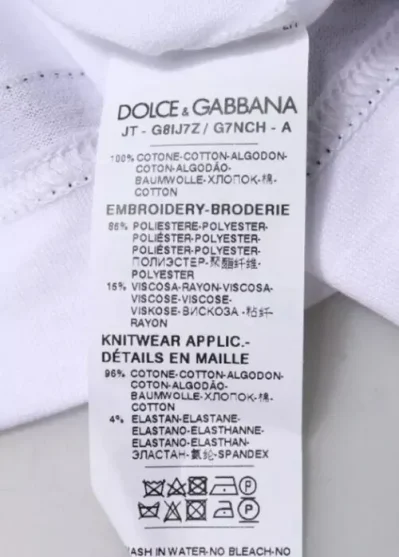 DOLCE & GABBANA
JT - G8IJ7Z / G7NCH - A
100% COTONE-COTTON-ALGODON-
COTON-ALGODÃO-
BAUMWOLLE-ХЛОПОК-棉-
COTTON
EMBROIDERY-BRODERIE
86% POLIESTERE-POLYESTER-
POLIÉSTER-POLYESTER-
POLIÉSTER-POLYESTER-
ПОЛИЭСТЕР-聚酯纤维-
POLYESTER
15% VISCOSA-RAYON-VISCOSA-
VISCOSE-VISCOSE-
VISKOSE-ВИСКОЗА-粘纤-
RAYON
KNITWEAR APPLIC.-
DÉTAILS EN MAILLE
96% COTONE-COTTON-ALGODON-
COTON-ALGODÃO-
BAUMWOLLE-ХЛОПОК-棉-
COTTON
4% ELASTAN-ELASTANE-
ELASTANO-ELASTHANNE-
ELASTANO-ELASTHAN-
ЭЛАСТАН-氨纶-SPANDEX
P
P
WASH IN WATER-NO BLEACH-NO